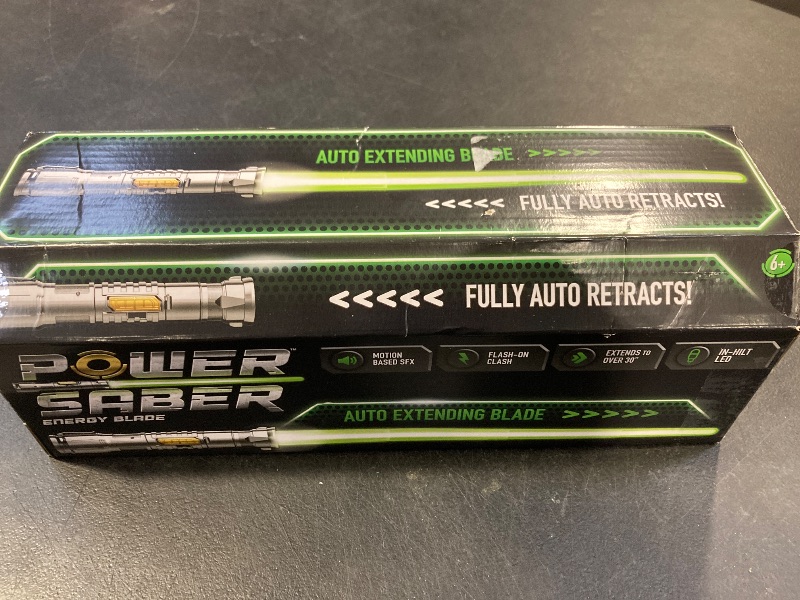 AUTO EXTENDING BLADE >>>>>
<<<<< FULLY AUTO RETRACTS!
<<<<< FULLY AUTO RETRACTS!
6+
POWER™
SABER
ENERGY BLADE
MOTION
BASED SFX
FLASH-ON
CLASH
EXTENDS TO
OVER 30"
IN-HILT
LED
AUTO EXTENDING BLADE >>>>>